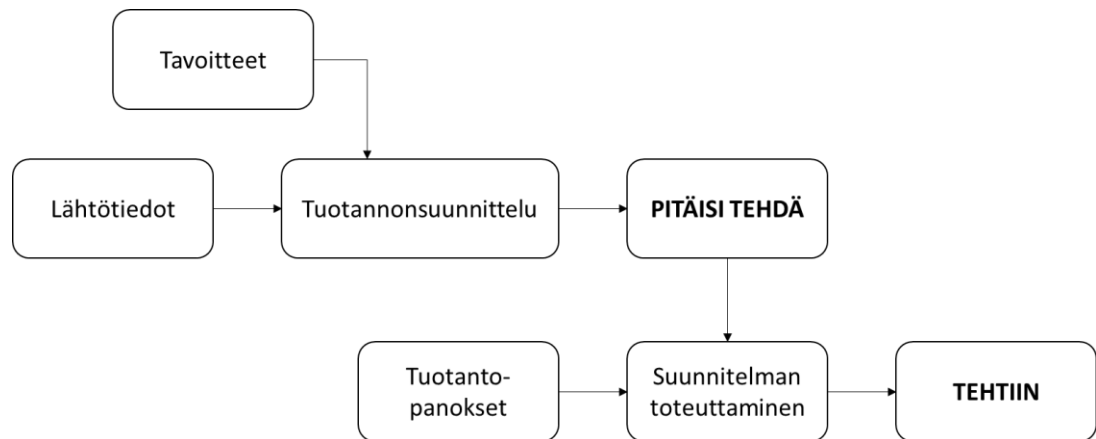 Tavoitteet
Lähtötiedot
Tuotannonsuunnittelu
PITÄISI TEHDÄ
Tuotanto-
panokset
Suunnitelman
toteuttaminen
TEHTIIN